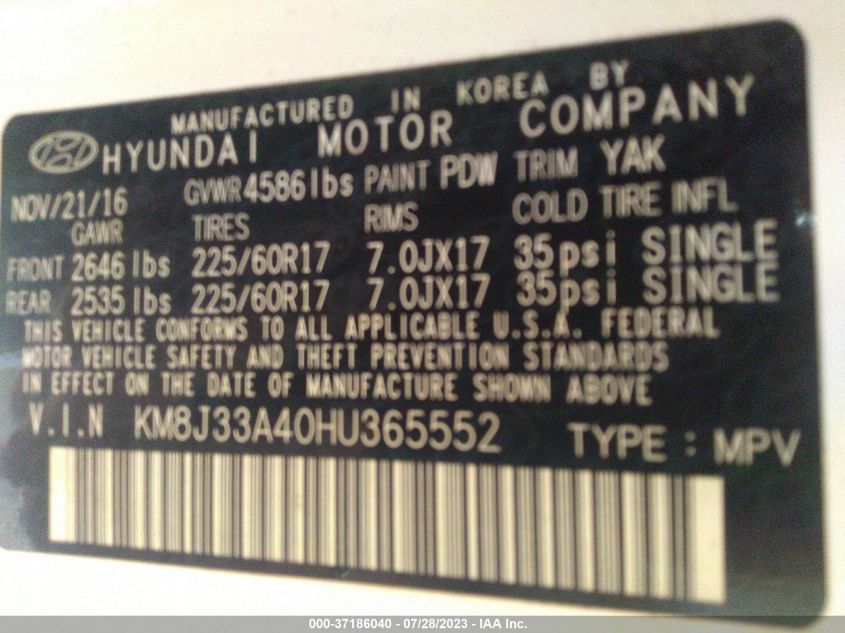 MANUFACTURED IN KOREA BY
HYUNDAI MOTOR COMPANY
NOV/21/16 GVWR 4586 lbs PAINT PDW TRIM YAK
GAWR TIRES RIMS COLD TIRE INFL
FRONT 2646 lbs 225/60R17 7.0JX17 35psi SINGLE
REAR 2535 lbs 225/60R17 7.0JX17 35psi SINGLE
THIS VEHICLE CONFORMS TO ALL APPLICABLE U.S.A. FEDERAL
MOTOR VEHICLE SAFETY AND THEFT PREVENTION STANDARDS
IN EFFECT ON THE DATE OF MANUFACTURE SHOWN ABOVE
V.I.N KM8J33A40HU365552 TYPE : MPV
000-37186040 - 07/28/2023 - IAA Inc.